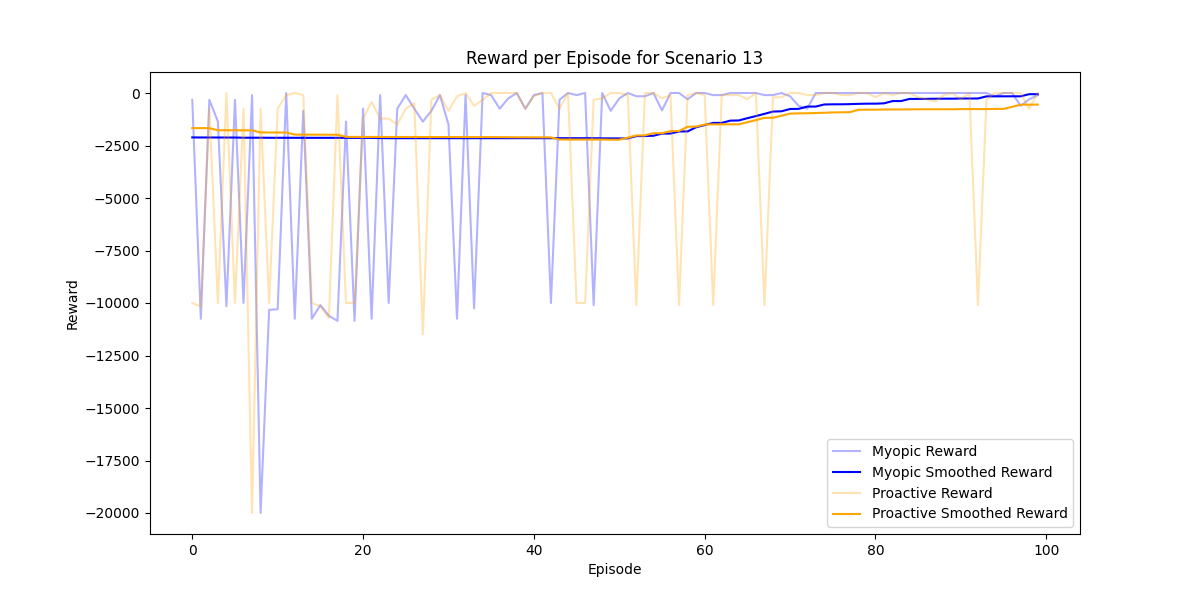 Reward per Episode for Scenario 13
0
−2500
−5000
−7500
−10000
−12500
−15000
−17500
−20000
Reward
0
20
40
60
80
100
Episode
Myopic Reward
Myopic Smoothed Reward
Proactive Reward
Proactive Smoothed Reward